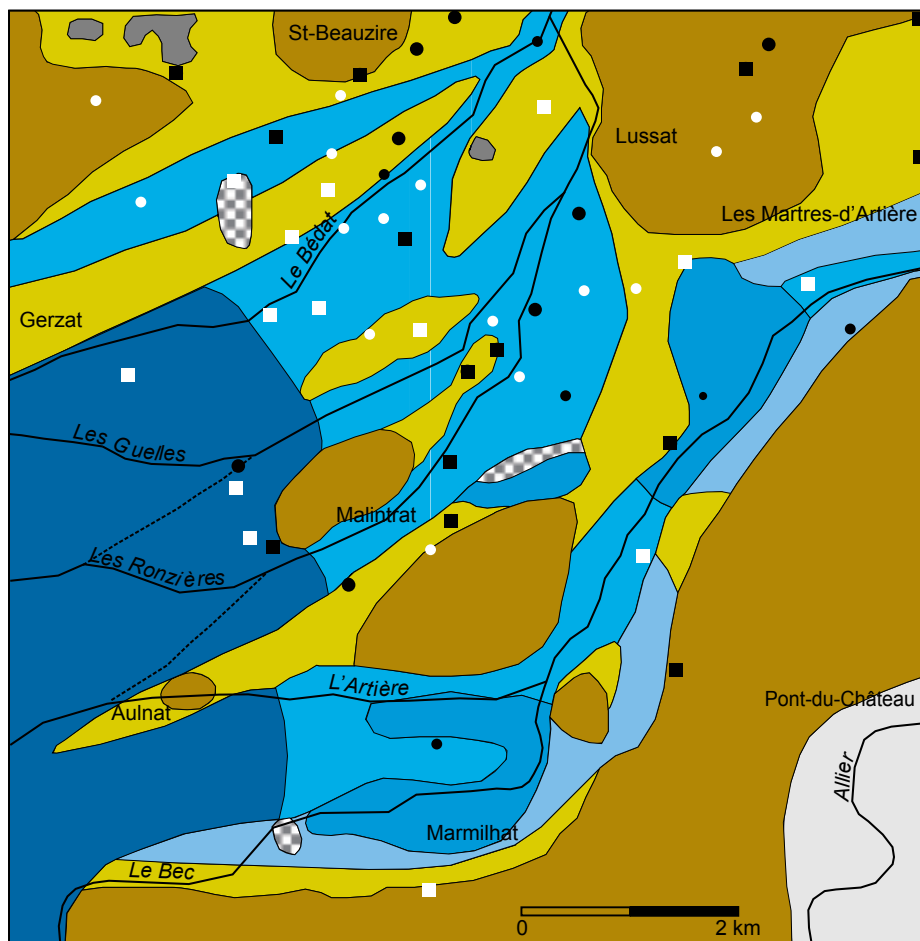 St-Beauzire
Lussat
Les Martres-d'Artière
Le Bédat
Gerzat
Les Guelles
Malintrat
Les Ronzières
L'Artière
Aulnat
Pont-du-Château
Allier
Marmilhat
Le Bec
0 2 km